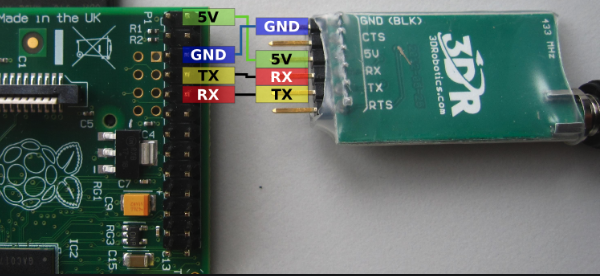 Made in the UK
P1
R1
R2
C1
C5
C4
C7
RG1
C9
RG3
IC2
C15
C13
5V
GND
TX
RX
GND
5V
RX
TX
GND (BLK)
CTS
5V
RX
TX
RTS
3DR
3DRobotics.com
433 MHz